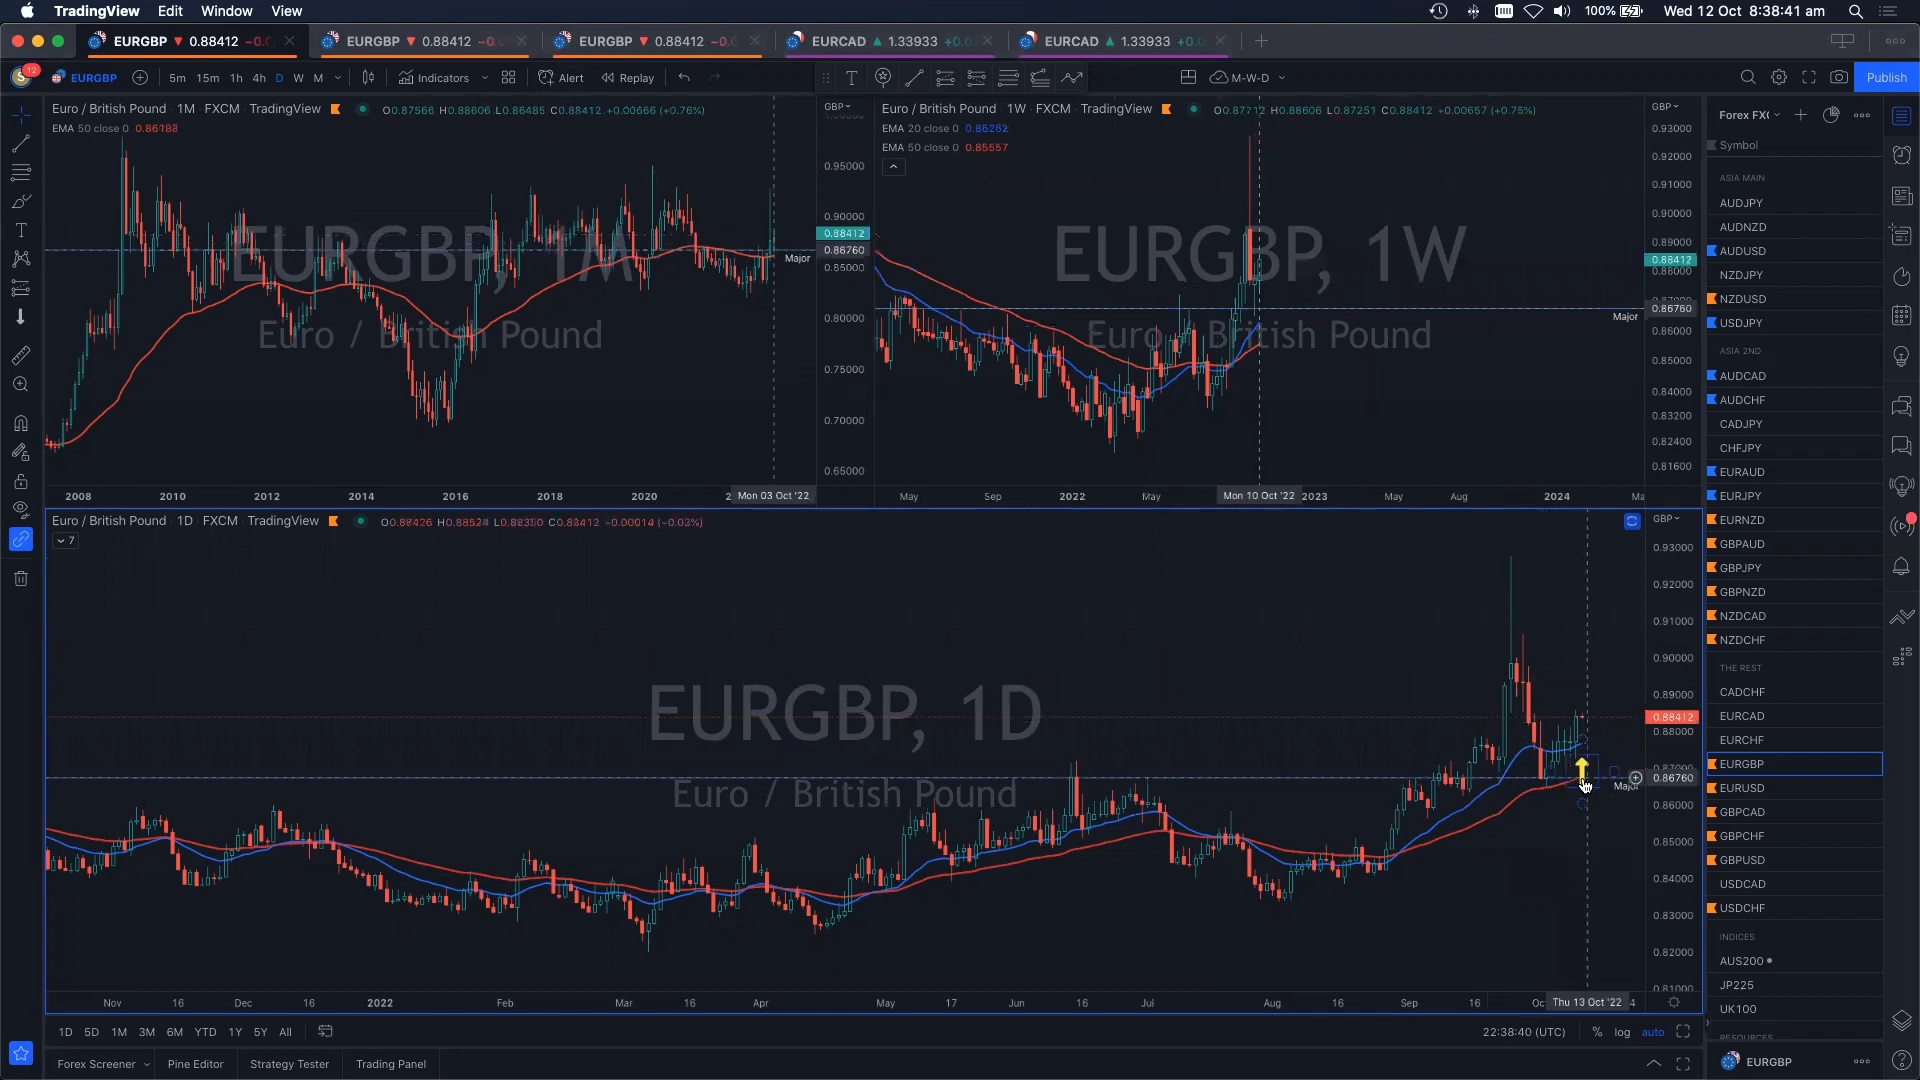 TradingView Edit Window View 100% Wed 12 Oct 8:38:41 am
EURGBP 0.88412 EURGBP 0.88412 EURGBP 0.88412 EURCAD 1.33933 EURCAD 1.33933
S 12 EURGBP 5m 15m 1h 4h D W M Indicators Alert Replay T M-W-D Publish
Euro / British Pound 1M FXCM TradingView O0.87566 H0.88606 L0.86485 C0.88412 +0.00666 (+0.76%)
EMA 50 close 0 0.86188
GBP
0.95000
0.90000
0.88412
0.86760
0.85000
0.80000
0.75000
0.70000
0.65000
Major
EURGBP, 1M
Euro / British Pound
2008 2010 2012 2014 2016 2018 2020 Mon 03 Oct '22
Euro / British Pound 1W FXCM TradingView O0.87712 H0.88606 L0.87251 C0.88412 +0.00657 (+0.75%)
EMA 20 close 0 0.86262
EMA 50 close 0 0.85557
GBP
0.93000
0.92000
0.91000
0.90000
0.89000
0.88412
0.88000
0.86760
0.86000
0.85000
0.84000
0.83200
0.82400
0.81600
Major
EURGBP, 1W
Euro / British Pound
May Sep 2022 May Mon 10 Oct '22 2023 May Aug 2024
Euro / British Pound 1D FXCM TradingView O0.88426 H0.88524 C0.88412 −0.00014 (−0.03%)
7
GBP
0.93000
0.92000
0.91000
0.90000
0.89000
0.88412
0.88000
0.86760
0.86000
0.85000
0.84000
0.83000
0.82000
0.81000
Major
EURGBP, 1D
Euro / British Pound
Nov 16 Dec 16 2022 Feb Mar 16 Apr May 17 Jun 16 Jul Aug 16 Sep 16 Thu 13 Oct '22
1D 5D 1M 3M 6M YTD 1Y 5Y All 22:38:40 (UTC) % log auto
Forex Screener Pine Editor Strategy Tester Trading Panel
Symbol
ASIA MAIN
AUDJPY
AUDNZD
AUDUSD
NZDJPY
NZDUSD
USDJPY
ASIA 2ND
AUDCAD
AUDCHF
CADJPY
CHFJPY
EURAUD
EURJPY
EURNZD
GBPAUD
GBPJPY
GBPNZD
NZDCAD
NZDCHF
THE REST
CADCHF
EURCAD
EURCHF
EURGBP
EURUSD
GBPCAD
GBPCHF
GBPUSD
USDCAD
USDCHF
INDICES
AUS200
JP225
UK100
EURGBP